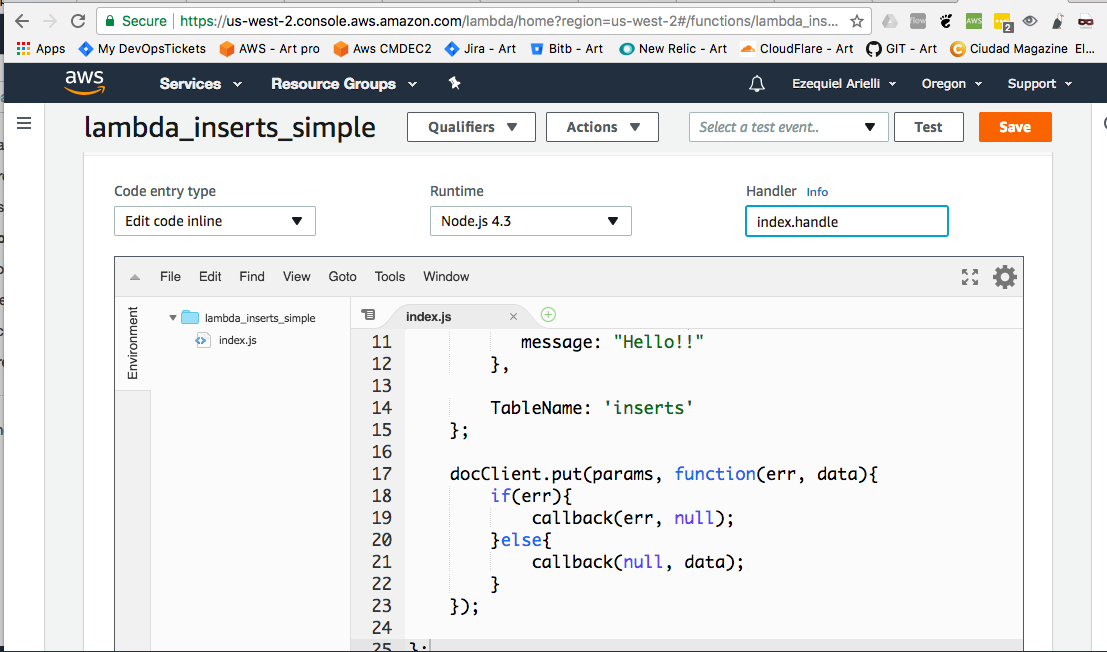 Secure https://us-west-2.console.aws.amazon.com/lambda/home?region=us-west-2#/functions/lambda_ins...
flow AWS 2
Apps My DevOpsTickets AWS - Art pro Aws CMDEC2 Jira - Art Bitb - Art New Relic - Art CloudFlare - Art GIT - Art Ciudad Magazine El...
aws Services Resource Groups Ezequiel Arielli Oregon Support
lambda_inserts_simple Qualifiers Actions Select a test event.. Test Save
Code entry type Runtime Handler Info
Edit code inline Node.js 4.3 index.handle
File Edit Find View Goto Tools Window
Environment
lambda_inserts_simple
index.js
index.js
11 message: "Hello!!"
12 },
13
14 TableName: 'inserts'
15 };
16
17 docClient.put(params, function(err, data){
18 if(err){
19 callback(err, null);
20 }else{
21 callback(null, data);
22 }
23 });
24
25 };